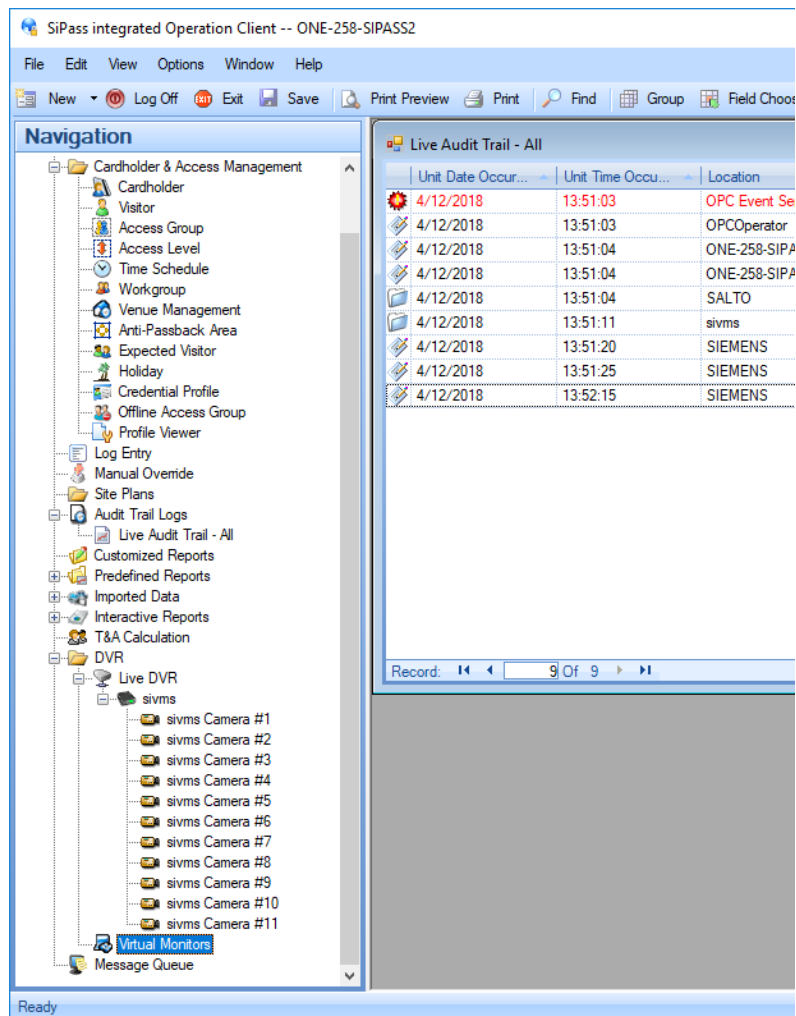 SiPass integrated Operation Client -- ONE-258-SIPASS2
File Edit View Options Window Help
New Log Off EXIT Exit Save Print Preview Print Find Group Field Choos
Navigation
Cardholder & Access Management
Cardholder
Visitor
Access Group
Access Level
Time Schedule
Workgroup
Venue Management
Anti-Passback Area
Expected Visitor
Holiday
Credential Profile
Offline Access Group
Profile Viewer
Log Entry
Manual Override
Site Plans
Audit Trail Logs
Live Audit Trail - All
Customized Reports
Predefined Reports
Imported Data
Interactive Reports
T&A Calculation
DVR
Live DVR
sivms
sivms Camera #1
sivms Camera #2
sivms Camera #3
sivms Camera #4
sivms Camera #5
sivms Camera #6
sivms Camera #7
sivms Camera #8
sivms Camera #9
sivms Camera #10
sivms Camera #11
Virtual Monitors
Message Queue
Live Audit Trail - All
Unit Date Occur... Unit Time Occu... Location
4/12/2018 13:51:03 OPC Event Se
4/12/2018 13:51:03 OPCOperator
4/12/2018 13:51:04 ONE-258-SIPA
4/12/2018 13:51:04 ONE-258-SIPA
4/12/2018 13:51:04 SALTO
4/12/2018 13:51:11 sivms
4/12/2018 13:51:20 SIEMENS
4/12/2018 13:51:25 SIEMENS
4/12/2018 13:52:15 SIEMENS
Record: 9 Of 9
Ready